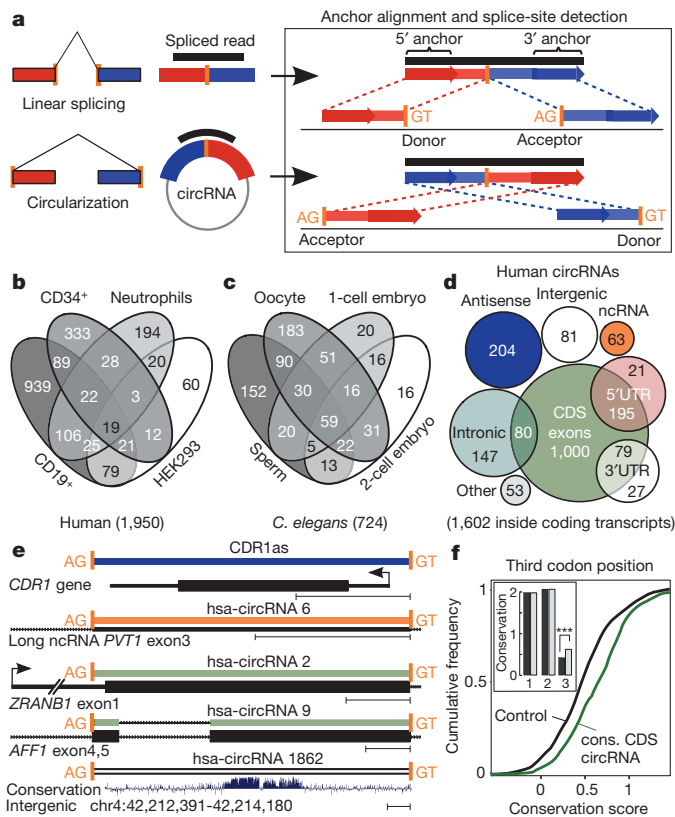 a
Anchor alignment and splice-site detection
Spliced read
5′ anchor 3′ anchor
Linear splicing
AG
GT
Donor Acceptor
circRNA
Circularization
AG GT
Acceptor Donor
b
CD34+ Neutrophils
333 194
89 28 20
939 22 3 60
19
106 25 21 12
79
CD19+ HEK293
Human (1,950)
c
Oocyte 1-cell embryo
183 20
90 51 16
152 30 16 16
59
20 5 22 31
13
Sperm 2-cell embryo
C. elegans (724)
d
Human circRNAs
Antisense Intergenic ncRNA
204 81 63
21
5′UTR
195
CDS
exons
1,000
Intronic 80
147
79
3′UTR
27
Other 53
(1,602 inside coding transcripts)
e
CDR1as
AG GT
CDR1 gene
hsa-circRNA 6
AG GT
Long ncRNA PVT1 exon3
hsa-circRNA 2
AG GT
ZRANB1 exon1
hsa-circRNA 9
AG GT
AFF1 exon4,5
hsa-circRNA 1862
AG GT
Conservation
Intergenic chr4:42,212,391-42,214,180
f
Third codon position
Cumulative frequency
1
0.5
0
Conservation
2
1
0
***
1 2 3
Control
cons. CDS
circRNA
0 0.5 1
Conservation score